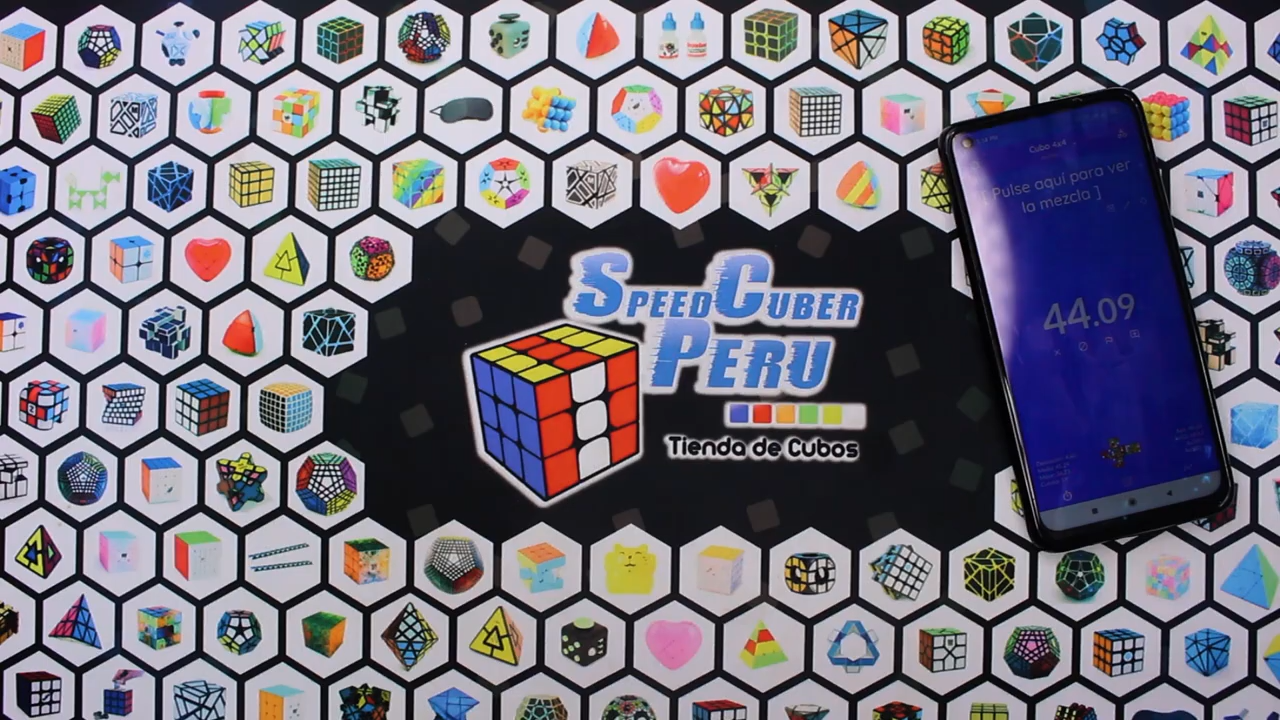 SPEEDCUBER
PERU
Tienda de Cubos
Cubo 4x4
[ Pulse aquí para ver
la mezcla ]
44.09